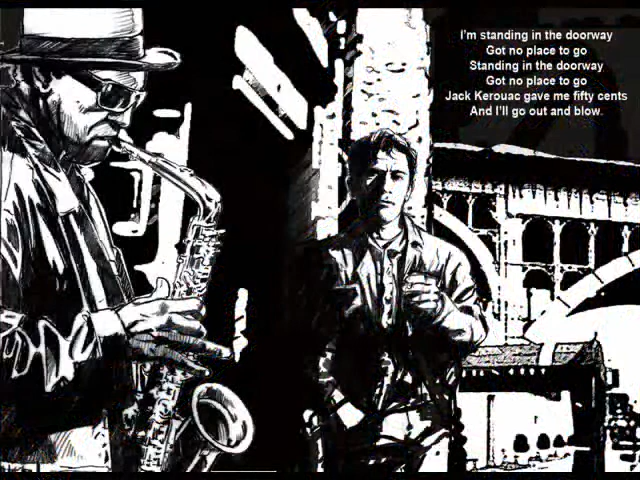 I'm standing in the doorway
Got no place to go
Standing in the doorway
Got no place to go
Jack Kerouac gave me fifty cents
And I'll go out and blow.